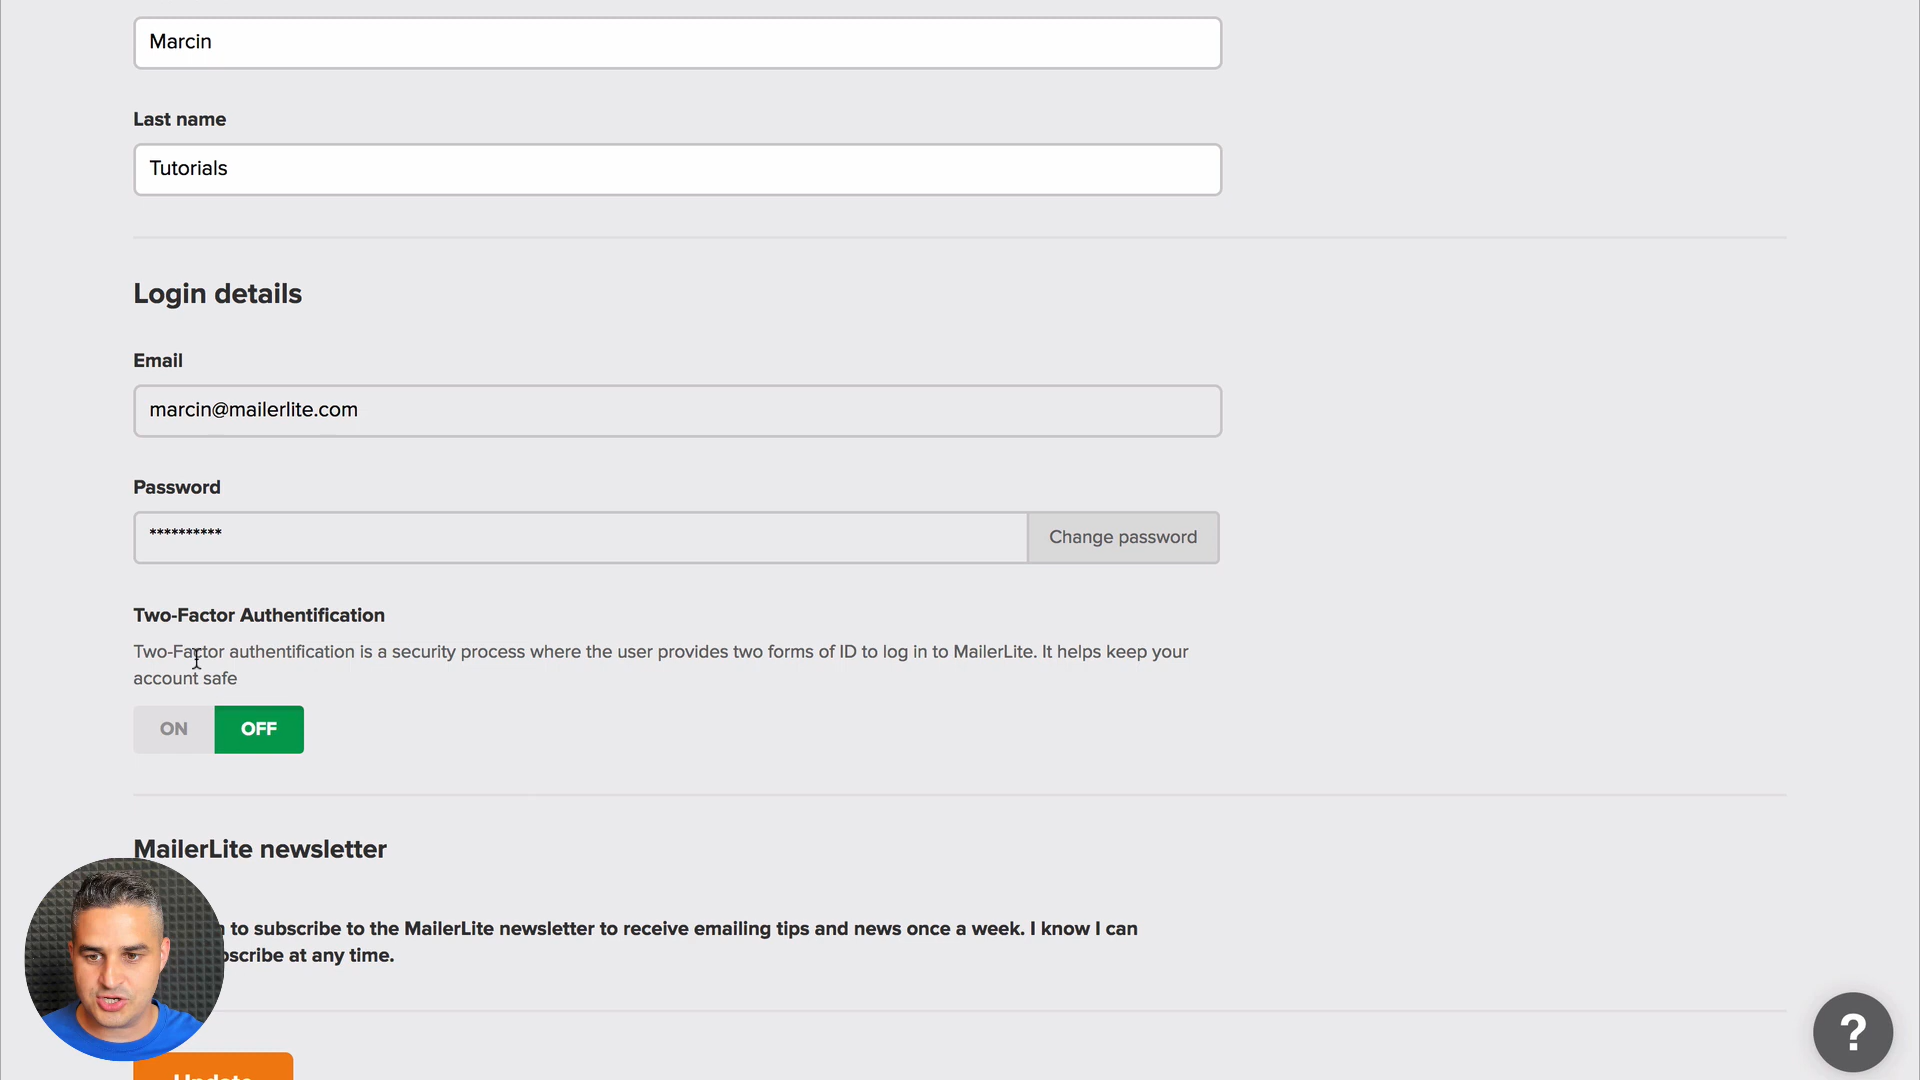 Marcin
Last name
Tutorials
Login details
Email
marcin@mailerlite.com
Password
**********
Change password
Two-Factor Authentification
Two-Factor authentification is a security process where the user provides two forms of ID to log in to MailerLite. It helps keep your
account safe
ON
OFF
MailerLite newsletter
to subscribe to the MailerLite newsletter to receive emailing tips and news once a week. I know I can
at any time.
Update
?